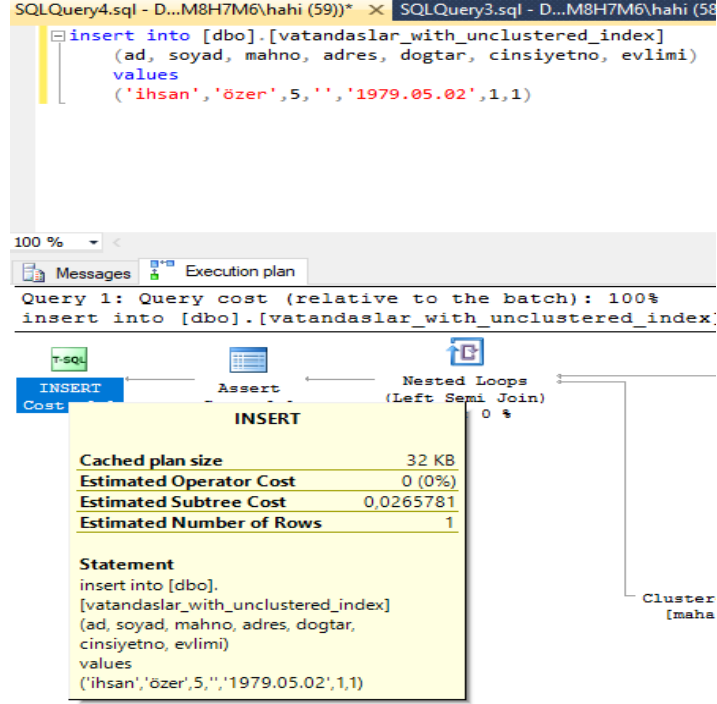 SQLQuery4.sql - D...M8H7M6\hahi (59))* SQLQuery3.sql - D...M8H7M6\hahi (58
insert into [dbo].[vatandaslar_with_unclustered_index]
(ad, soyad, mahno, adres, dogtar, cinsiyetno, evlimi)
values
('ihsan','özer',5,'','1979.05.02',1,1)
100 %
Messages Execution plan
Query 1: Query cost (relative to the batch): 100%
insert into [dbo].[vatandaslar_with_unclustered_index]
T-SQL
INSERT
Cost
Assert
Nested Loops
(Left Semi Join)
0 %
INSERT
Cached plan size 32 KB
Estimated Operator Cost 0 (0%)
Estimated Subtree Cost 0,0265781
Estimated Number of Rows 1
Statement
insert into [dbo].
[vatandaslar_with_unclustered_index]
(ad, soyad, mahno, adres, dogtar,
cinsiyetno, evlimi)
values
('ihsan','özer',5,'','1979.05.02',1,1)
Cluster
[maha